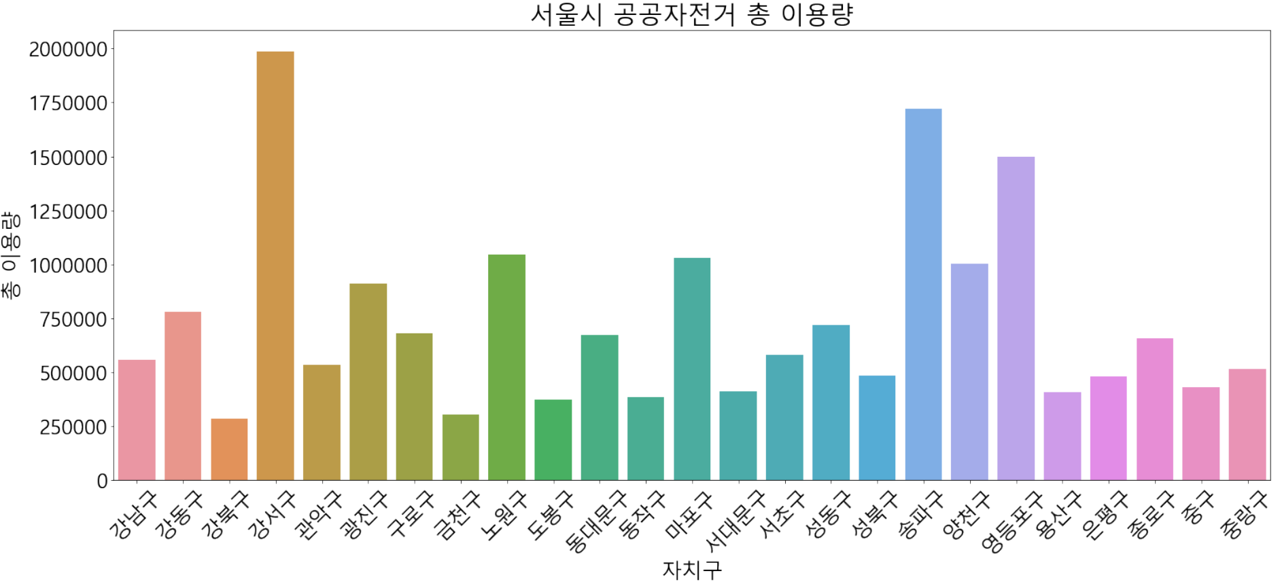 서울시 공공자전거 총 이용량
2000000
1750000
1500000
1250000
1000000
750000
500000
250000
0
총 이용량
강남구
강동구
강북구
강서구
관악구
광진구
구로구
금천구
노원구
도봉구
동대문구
동작구
마포구
서대문구
서초구
성동구
성북구
송파구
양천구
영등포구
용산구
은평구
종로구
중구
중랑구
자치구